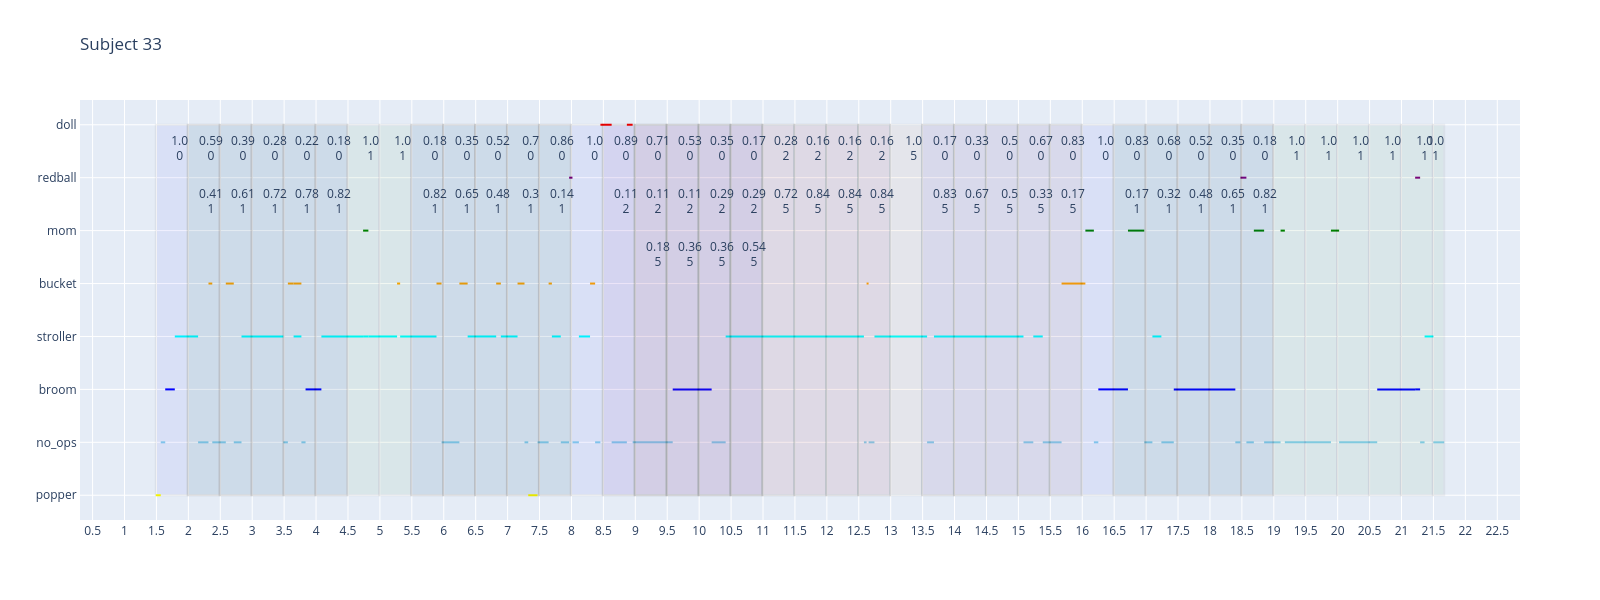 Subject 33
doll
1.0 0.59 0.39 0.28 0.22 0.18 1.0 1.0 0.18 0.35 0.52 0.7 0.86 1.0 0.89 0.71 0.53 0.35 0.17 0.28 0.16 0.16 0.16 1.0 0.17 0.33 0.5 0.67 0.83 1.0 0.83 0.68 0.52 0.35 0.18 1.0 1.0 1.0 1.0 1.0
0 0 0 0 0 0 1 1 0 0 0 0 0 0 0 0 0 0 0 2 2 2 2 5 0 0 0 0 0 0 0 0 0 0 0 1 1 1 1 1
redball
0.41 0.61 0.72 0.78 0.82 0.82 0.65 0.48 0.3 0.14 0.11 0.11 0.11 0.29 0.29 0.72 0.84 0.84 0.84 0.83 0.67 0.5 0.33 0.17 0.17 0.32 0.48 0.65 0.82
1 1 1 1 1 1 1 1 1 1 2 2 2 2 2 5 5 5 5 5 5 5 5 5 1 1 1 1 1
mom
0.18 0.36 0.36 0.54
5 5 5 5
bucket
stroller
broom
no_ops
popper
0.5 1 1.5 2 2.5 3 3.5 4 4.5 5 5.5 6 6.5 7 7.5 8 8.5 9 9.5 10 10.5 11 11.5 12 12.5 13 13.5 14 14.5 15 15.5 16 16.5 17 17.5 18 18.5 19 19.5 20 20.5 21 21.5 22 22.5